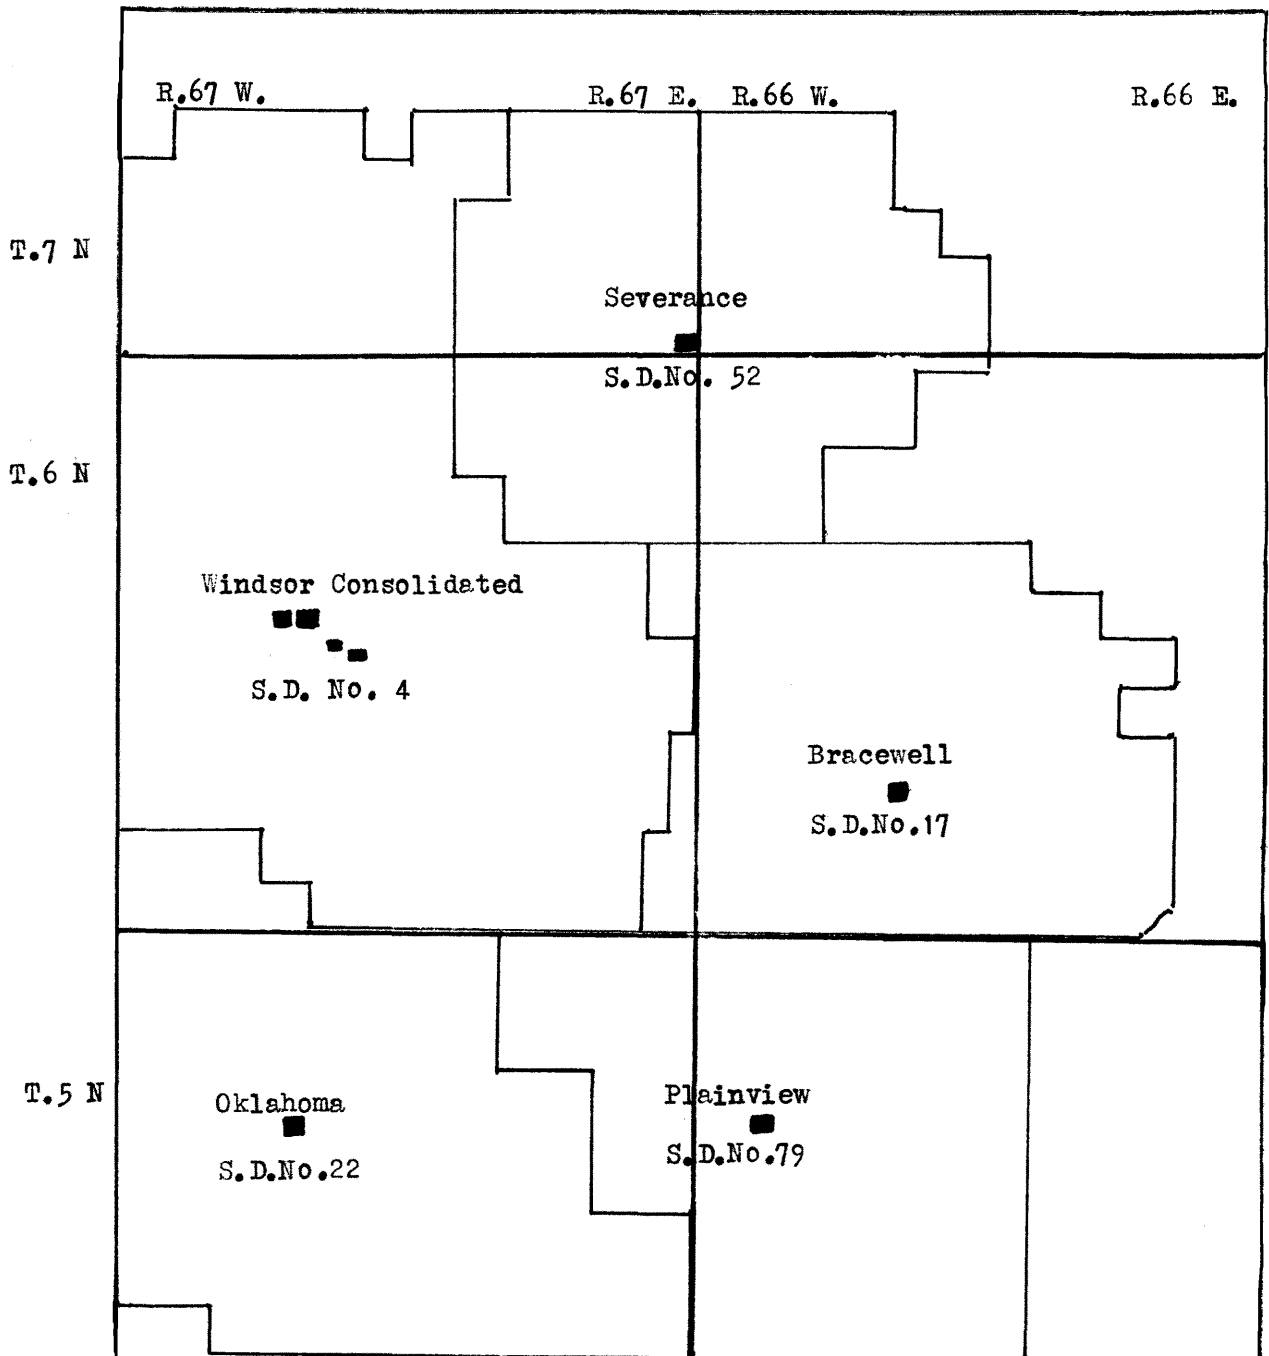 R.67 W.
R.67 E.
R.66 W.
R.66 E.
T.7 N
Severance
S.D.No. 52
T.6 N
Windsor Consolidated
S.D. No. 4
Bracewell
S.D.No.17
T.5 N
Oklahoma
S.D.No.22
Plainview
S.D.No.79